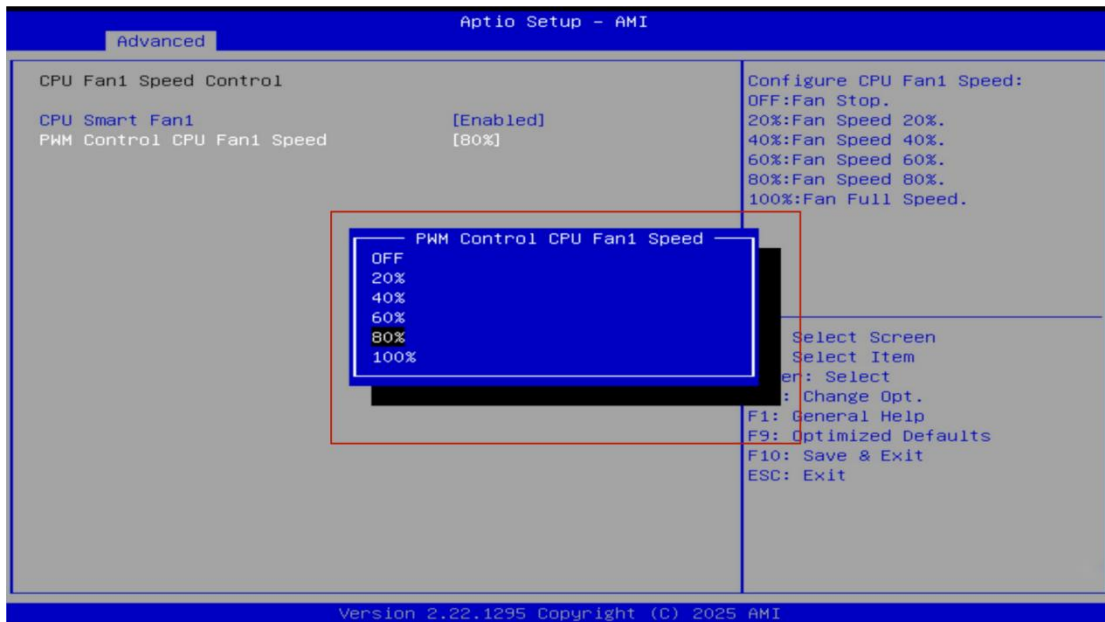 Aptio Setup – AMI
Advanced
CPU Fan1 Speed Control
CPU Smart Fan1 [Enabled]
PWM Control CPU Fan1 Speed [80%]
Configure CPU Fan1 Speed:
OFF:Fan Stop.
20%:Fan Speed 20%.
40%:Fan Speed 40%.
60%:Fan Speed 60%.
80%:Fan Speed 80%.
100%:Fan Full Speed.
PWM Control CPU Fan1 Speed
OFF
20%
40%
60%
80%
100%
Select Screen
Select Item
er: Select
: Change Opt.
F1: General Help
F9: Optimized Defaults
F10: Save & Exit
ESC: Exit
Version 2.22.1295 Copyright (C) 2025 AMI